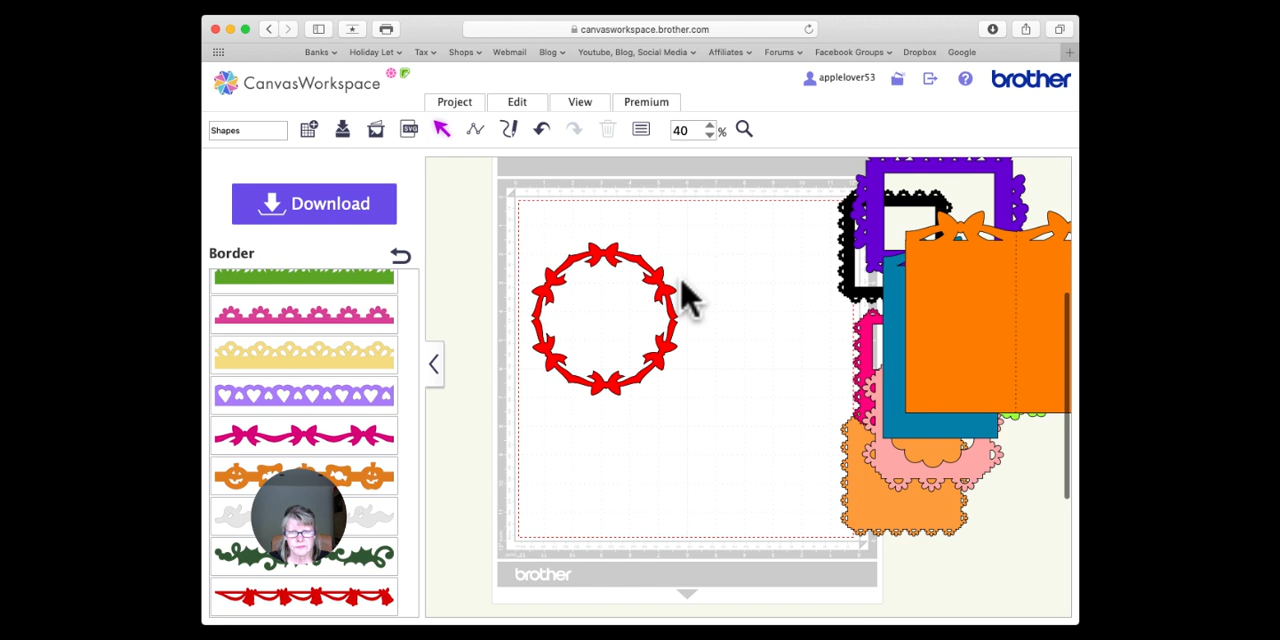 canvasworkspace.brother.com
Banks Holiday Let Tax Shops Webmail Blog Youtube, Blog, Social Media Affiliates Forums Facebook Groups Dropbox Google
CanvasWorkspace
applelover53
brother
Project Edit View Premium
Shapes
SVG
40 %
Download
Border
brother